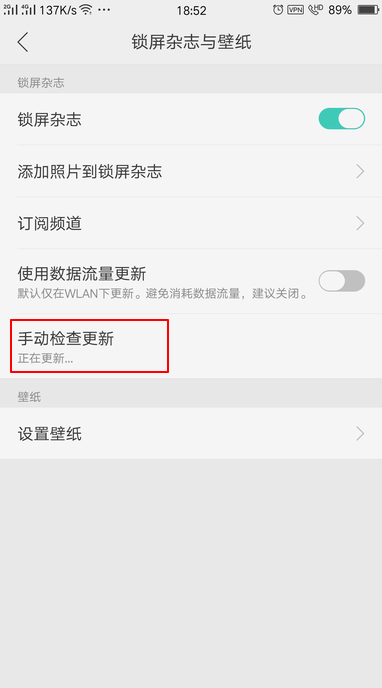 2G 4G 137K/s ... 18:52 VPN HD 89%
锁屏杂志与壁纸
锁屏杂志
锁屏杂志
添加照片到锁屏杂志
订阅频道
使用数据流量更新
默认仅在WLAN下更新。避免消耗数据流量，建议关闭。
手动检查更新
正在更新...
壁纸
设置壁纸